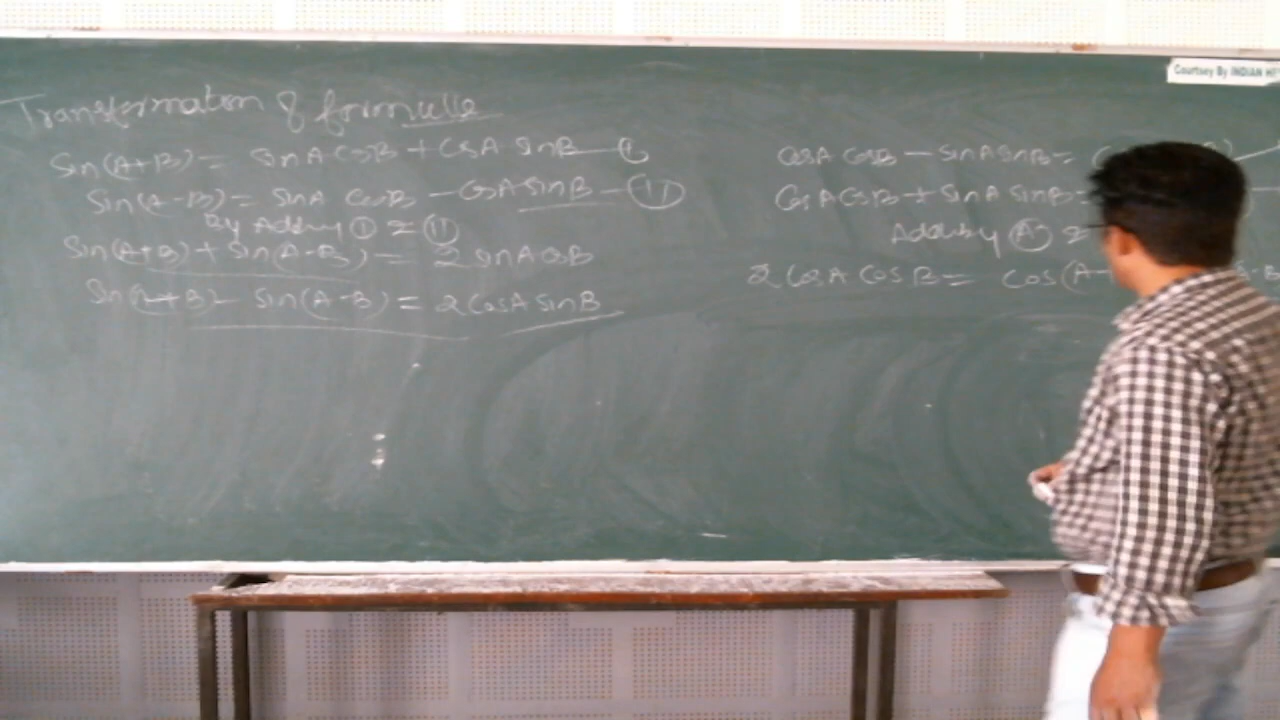 Transformation of formulle
Sin(A+B) = sinA cosB + cosA sinB — I
Sin(A-B) = sinA cosB - cosA sinB — II
By Adding I & II
Sin(A+B) + Sin(A-B) = 2 sinA cosB
Sin(A+B) - Sin(A-B) = 2 CosA SinB
Courtsey By INDIAN
CosA CosB - SinA SinB =
CosA CosB + SinA SinB =
Adding A &
2 CosA CosB = Cos(A-